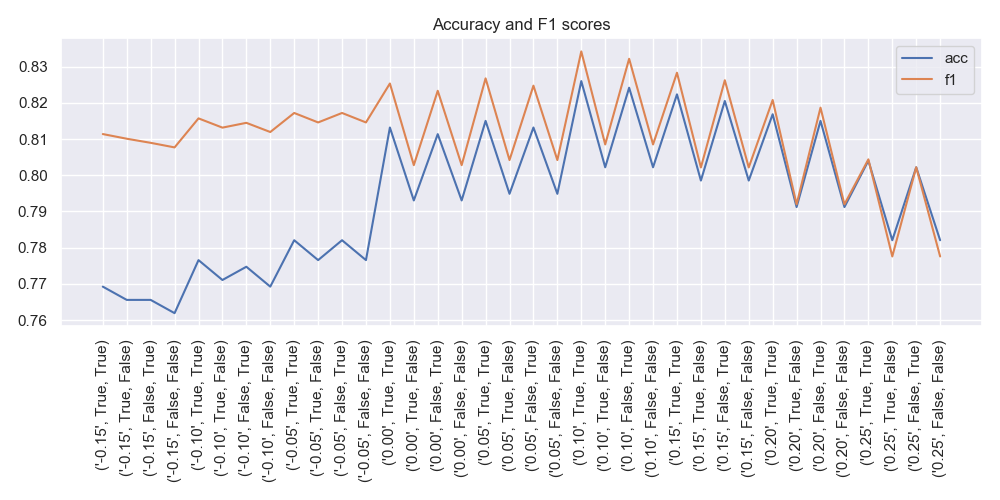 Accuracy and F1 scores
acc
f1
0.83
0.82
0.81
0.80
0.79
0.78
0.77
0.76
('-0.15', True, True)
('-0.15', True, False)
('-0.15', False, True)
('-0.15', False, False)
('-0.10', True, True)
('-0.10', True, False)
('-0.10', False, True)
('-0.10', False, False)
('-0.05', True, True)
('-0.05', True, False)
('-0.05', False, True)
('-0.05', False, False)
('0.00', True, True)
('0.00', True, False)
('0.00', False, True)
('0.00', False, False)
('0.05', True, True)
('0.05', True, False)
('0.05', False, True)
('0.05', False, False)
('0.10', True, True)
('0.10', True, False)
('0.10', False, True)
('0.10', False, False)
('0.15', True, True)
('0.15', True, False)
('0.15', False, True)
('0.15', False, False)
('0.20', True, True)
('0.20', True, False)
('0.20', False, True)
('0.20', False, False)
('0.25', True, True)
('0.25', True, False)
('0.25', False, True)
('0.25', False, False)